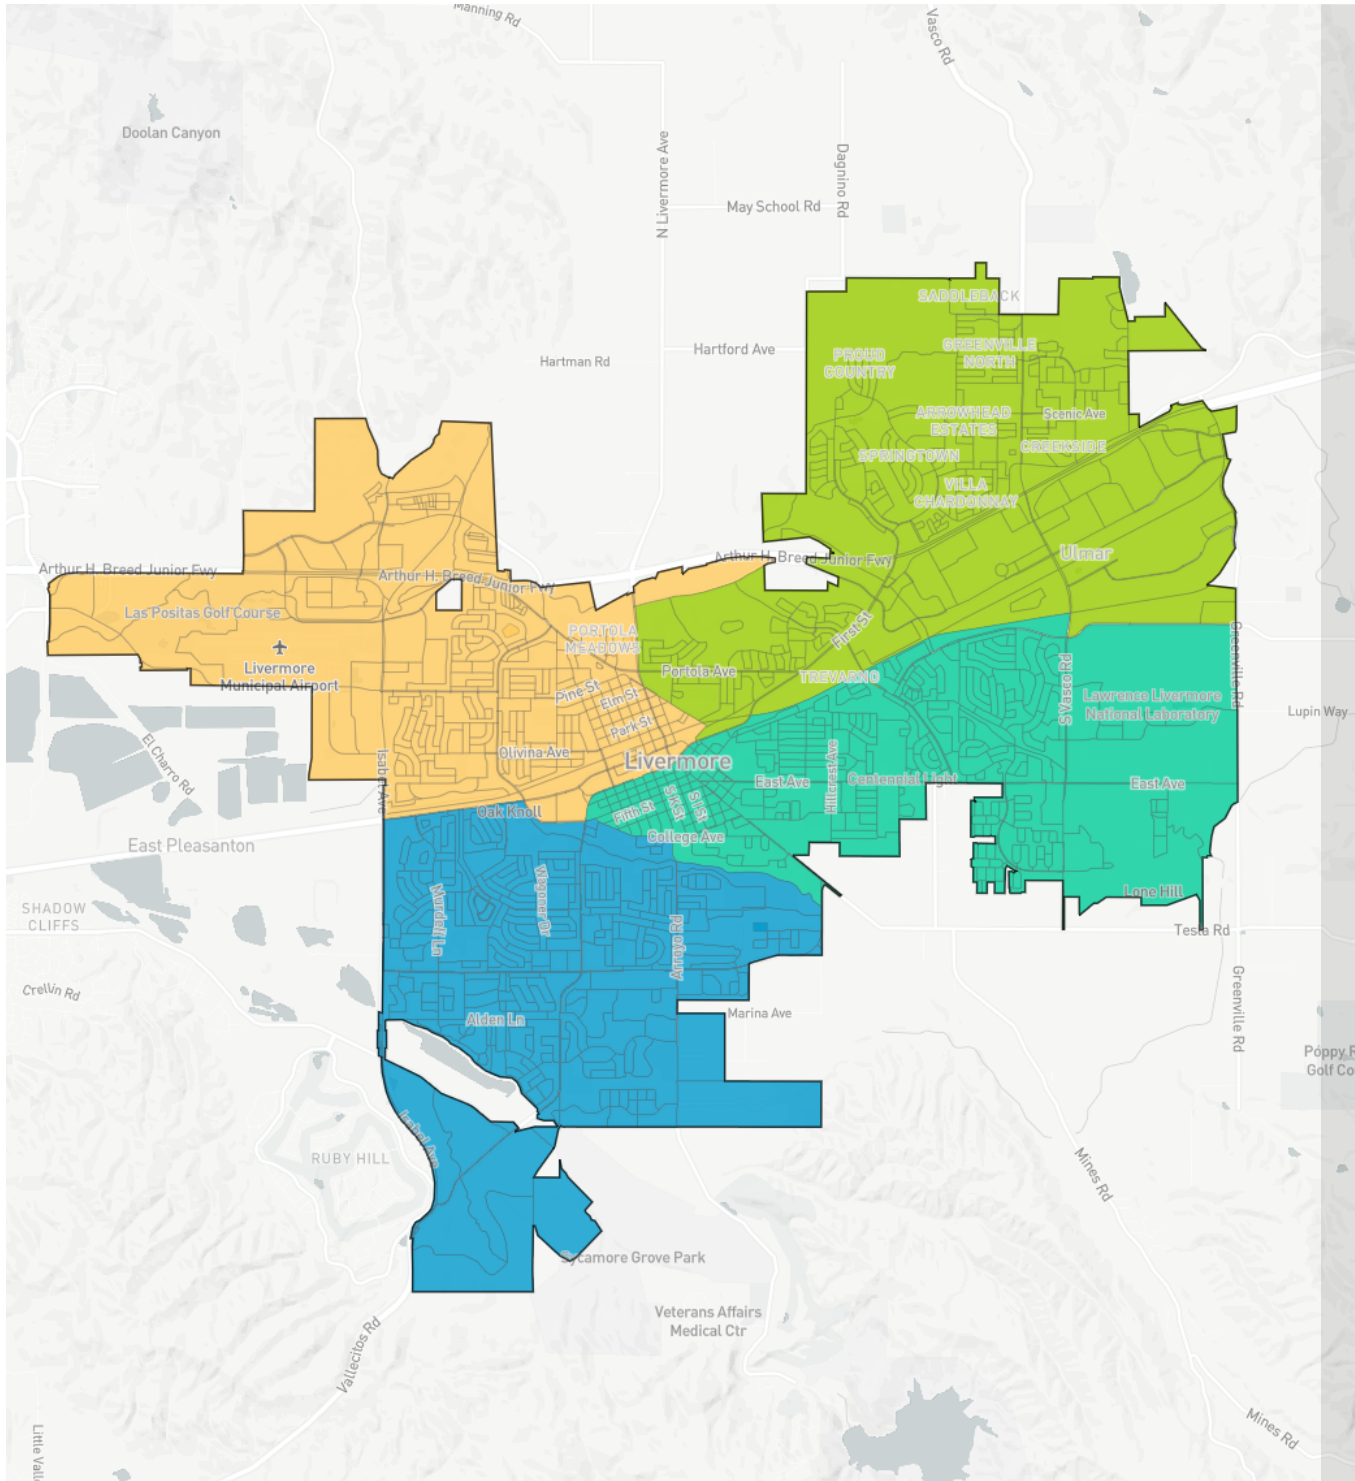 Manning Rd
Vasco Rd
Doolan Canyon
N Livermore Ave
Dagnino Rd
May School Rd
SADDLEBACK
Hartford Ave
Hartman Rd
PROUD
COUNTRY
GREENVILLE
NORTH
ARROWHEAD
ESTATES
Scenic Ave
CREEKSIDE
SPRINGTOWN
VILLA
CHARDONNAY
Ulmar
Arthur H. Breed Junior Fwy
Arthur H. Breed Junior Fwy
Arthur H. Breed Junior Fwy
Las Positas Golf Course
Livermore
Municipal Airport
PORTOLA
MEADOWS
First St
Portola Ave
TREVARNO
Pine St
Elm St
Park St
Greenville Rd
S Vasco Rd
Lawrence Livermore
National Laboratory
Lupin Way
El Charro Rd
Isabel Ave
Olivina Ave
Livermore
East Ave
Hillcrest Ave
Centennial Light
East Ave
Oak Knoll
Fifth St
S K St
S I St
College Ave
East Pleasanton
SHADOW
CLIFFS
Murdell Ln
Wagoner Dr
Arroyo Rd
Lone Hill
Tesla Rd
Crellin Rd
Alden Ln
Marina Ave
Greenville Rd
Poppy R
Golf Co
Isabel Ave
RUBY HILL
Mines Rd
Sycamore Grove Park
Veterans Affairs
Medical Ctr
Vallecitos Rd
Mines Rd
Little Vall